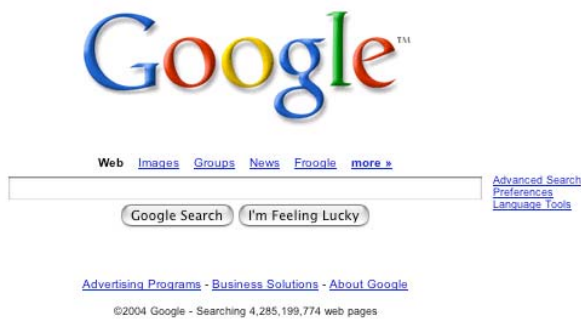 Google™
Web Images Groups News Froogle more »
Advanced Search
Preferences
Language Tools
Google Search I'm Feeling Lucky
Advertising Programs - Business Solutions - About Google
©2004 Google - Searching 4,285,199,774 web pages